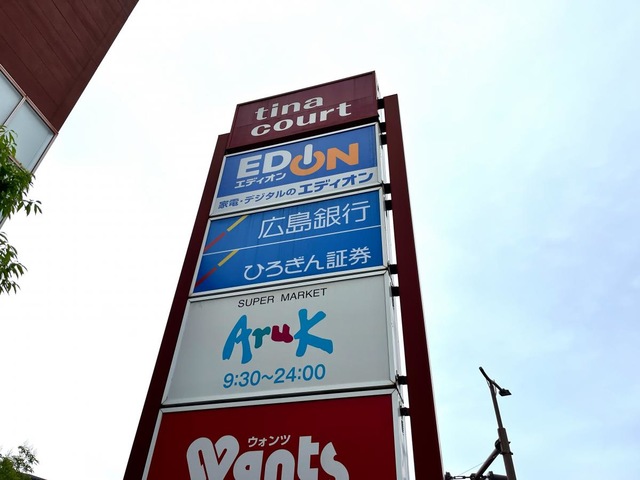 tina
court
EDION
エディオン
家電・デジタルの エディオン
広島銀行
ひろぎん証券
SUPER MARKET
Aruk
9:30~24:00
ウォンツ
Wants